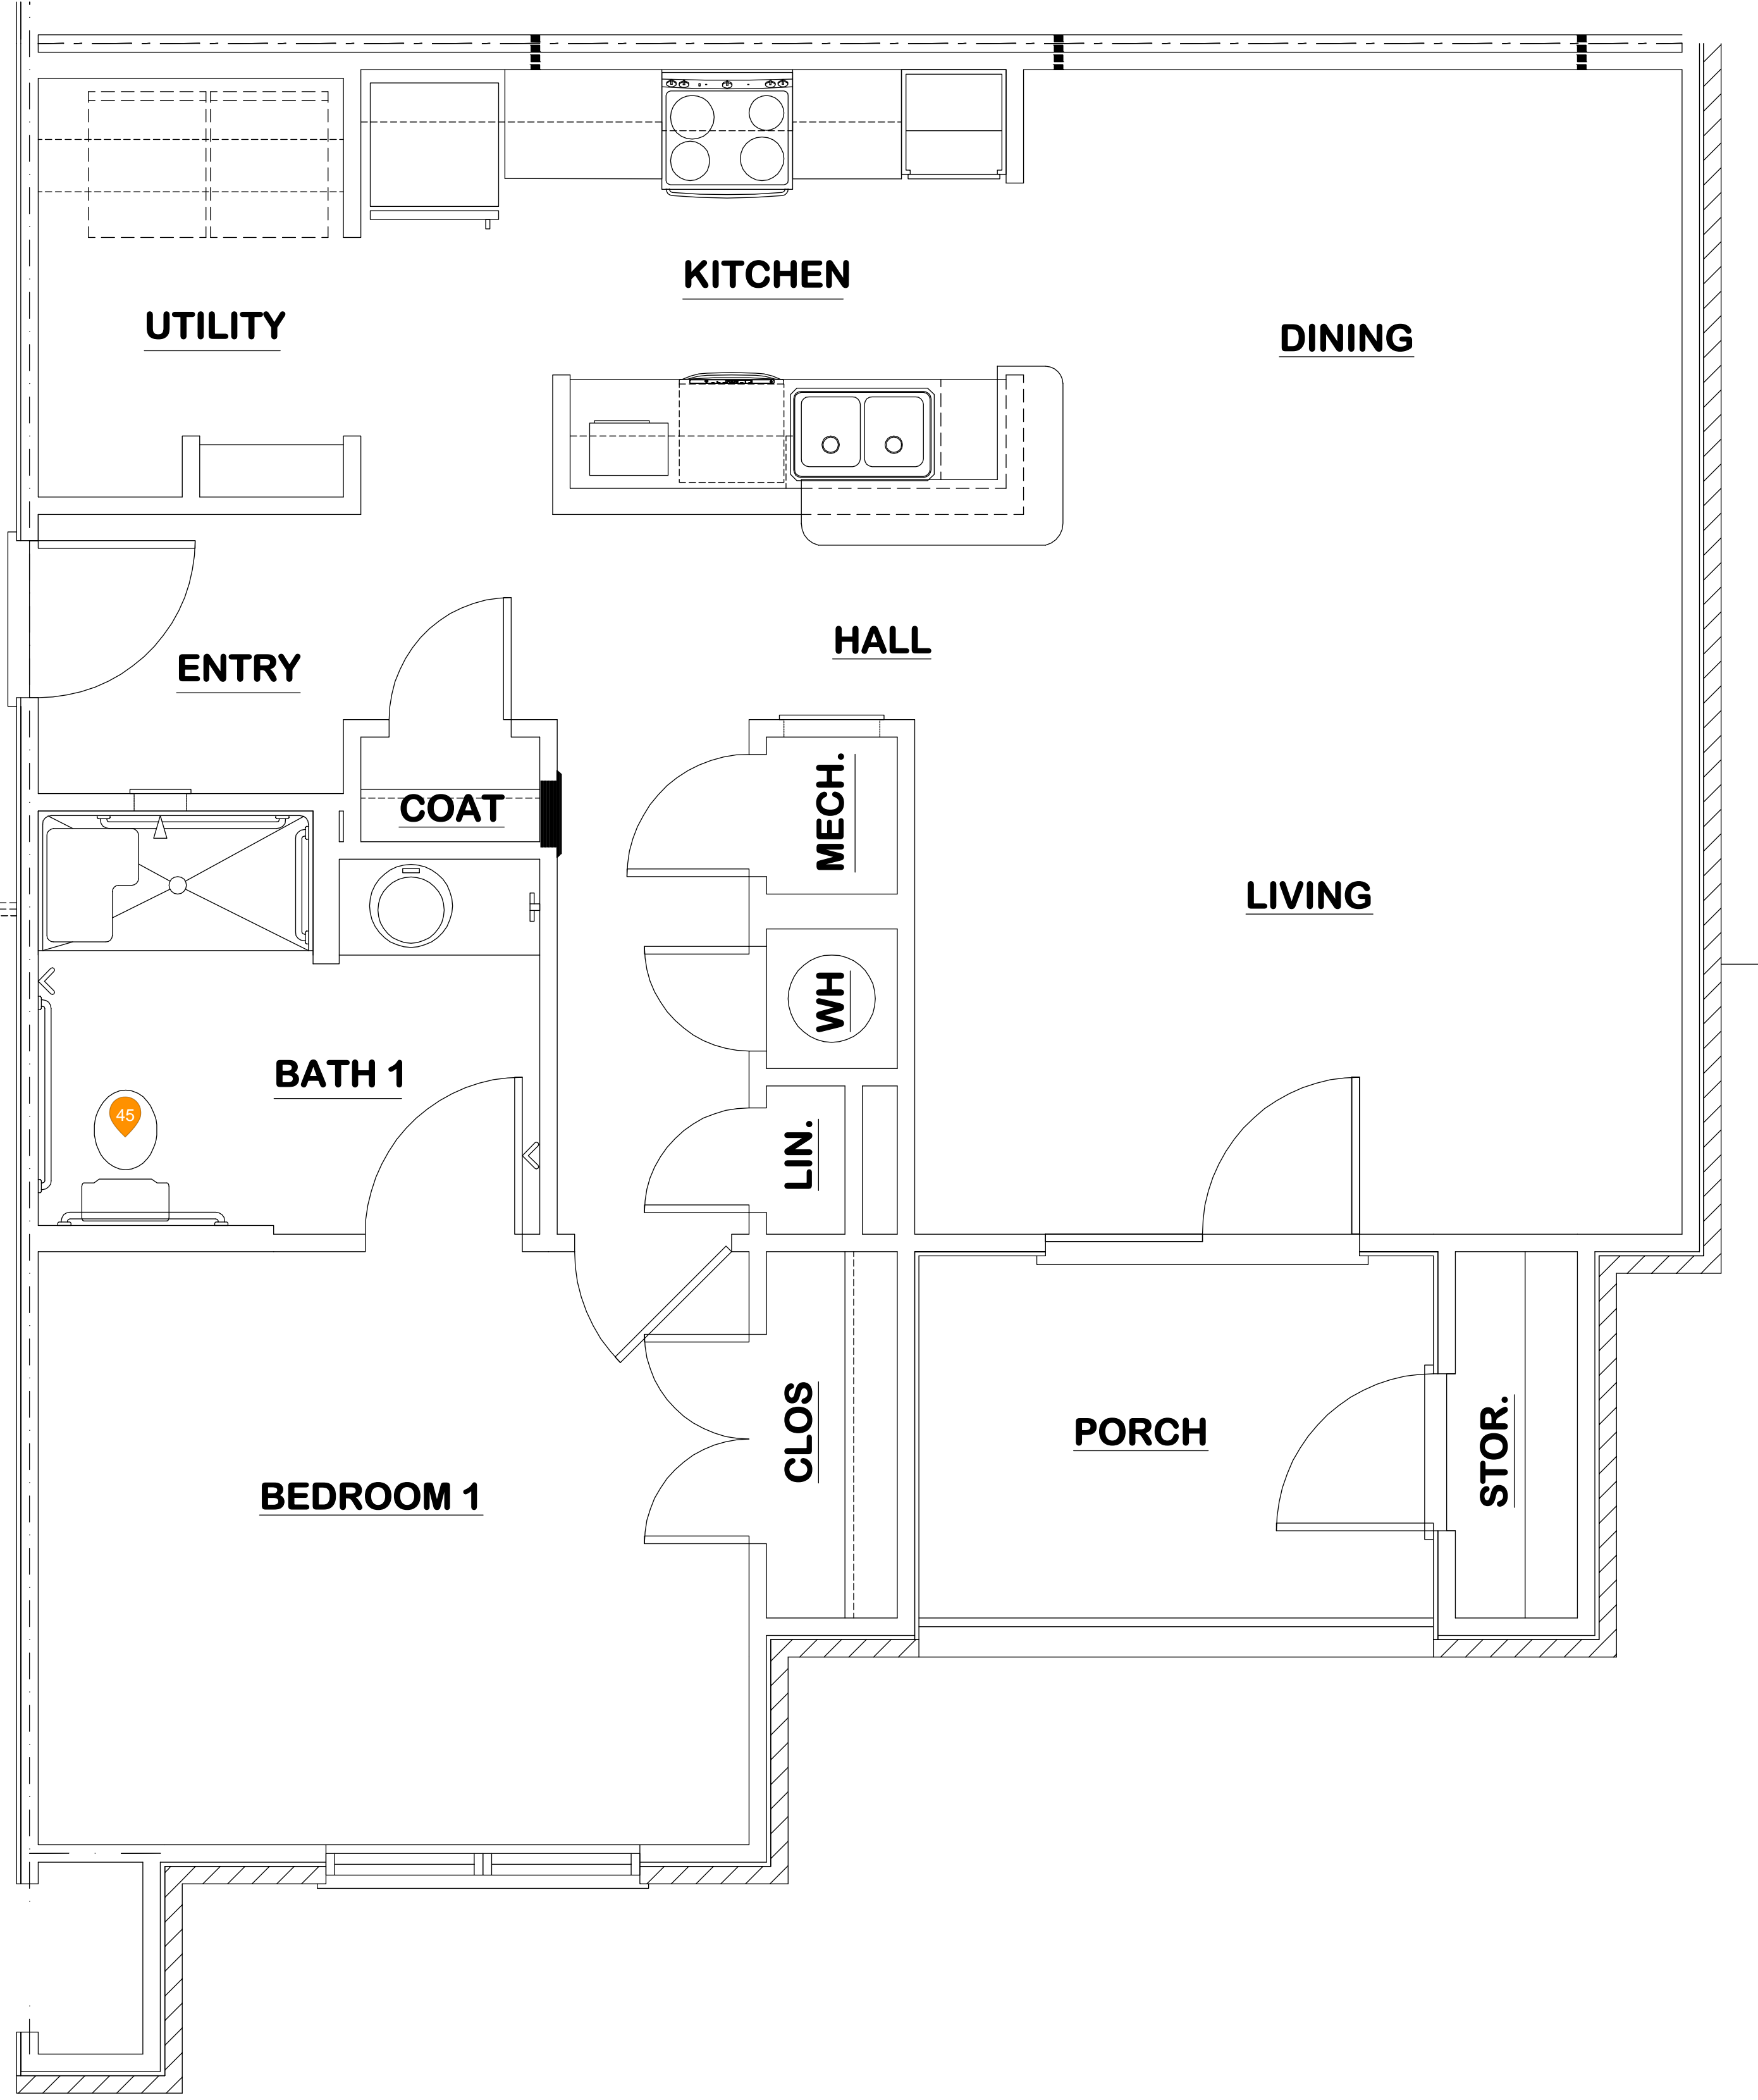 KITCHEN
UTILITY
DINING
HALL
ENTRY
MECH.
COAT
LIVING
WH
BATH 1
45
LIN.
CLOS
PORCH
STOR.
BEDROOM 1